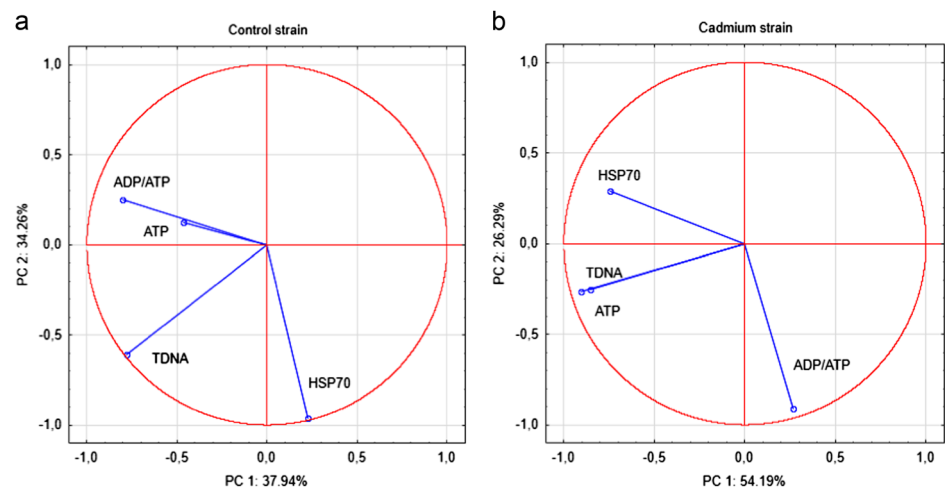 a
Control strain
1,0
0,5
0,0
-0,5
-1,0
PC 2: 34.26%
ADP/ATP
ATP
TDNA
HSP70
-1,0
-0,5
0,0
0,5
1,0
PC 1: 37.94%
b
Cadmium strain
1,0
0,5
0,0
-0,5
-1,0
PC 2: 26.29%
HSP70
TDNA
ATP
ADP/ATP
-1,0
-0,5
0,0
0,5
1,0
PC 1: 54.19%